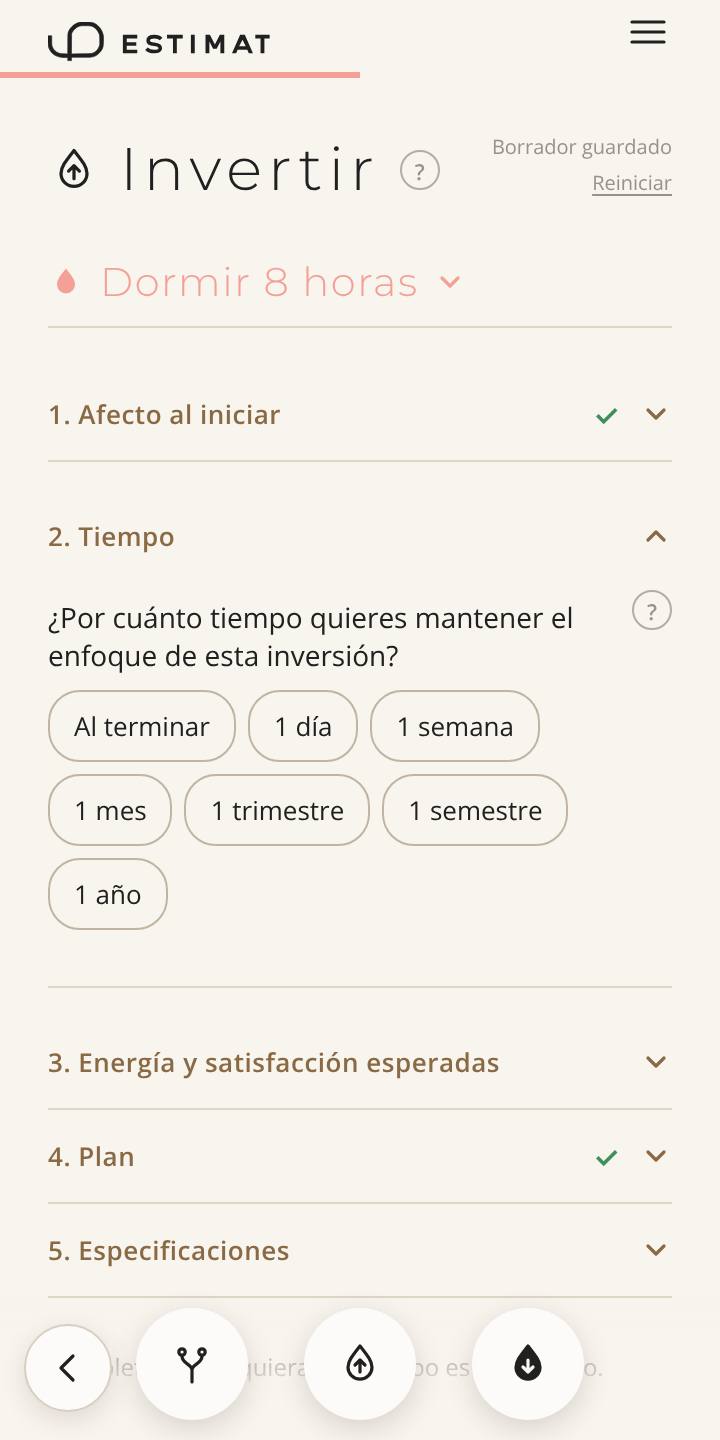 ESTIMAT
Invertir
?
Borrador guardado
Reiniciar
Dormir 8 horas
1. Afecto al iniciar
2. Tiempo
¿Por cuánto tiempo quieres mantener el
enfoque de esta inversión?
?
Al terminar
1 día
1 semana
1 mes
1 trimestre
1 semestre
1 año
3. Energía y satisfacción esperadas
4. Plan
5. Especificaciones